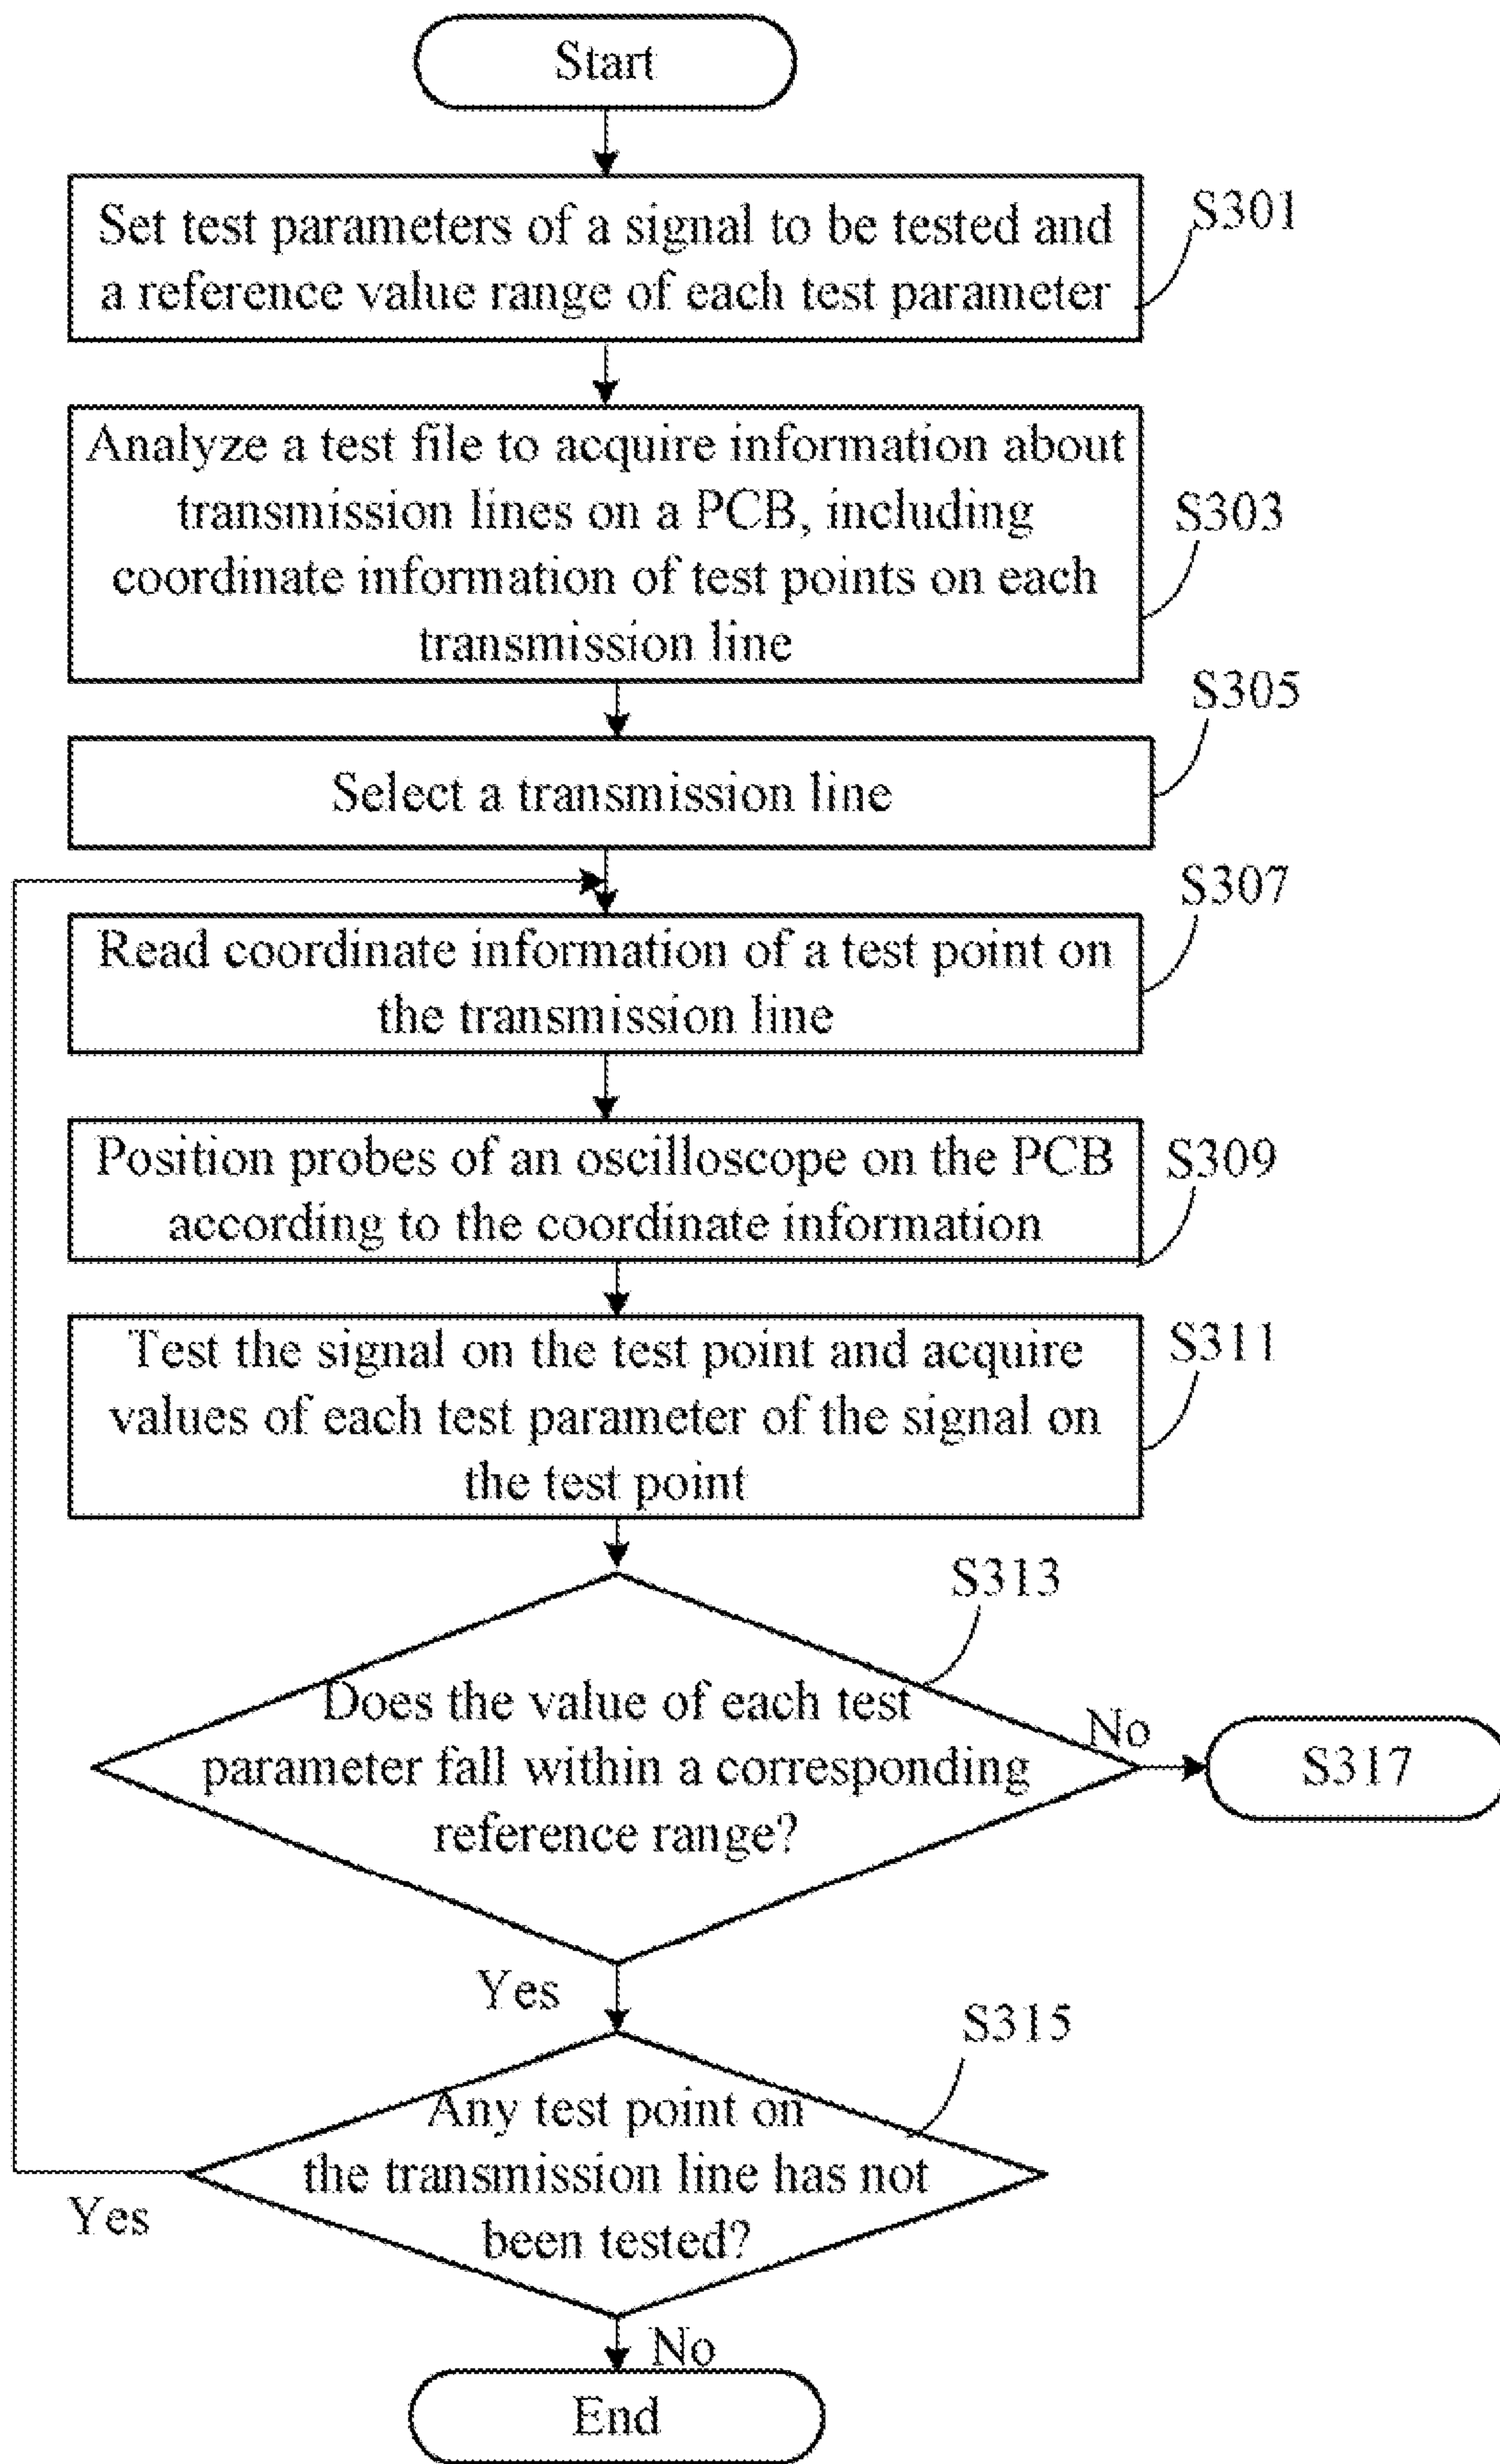 Start
Set test parameters of a signal to be tested and
a reference value range of each test parameter
S301
Analyze a test file to acquire information about
transmission lines on a PCB, including
coordinate information of test points on each
transmission line
S303
Select a transmission line
S305
Read coordinate information of a test point on
the transmission line
S307
Position probes of an oscilloscope on the PCB
according to the coordinate information
S309
Test the signal on the test point and acquire
values of each test parameter of the signal on
the test point
S311
Does the value of each test
parameter fall within a corresponding
reference range?
S313
No
S317
Yes
Any test point on
the transmission line has not
been tested?
S315
Yes
No
End